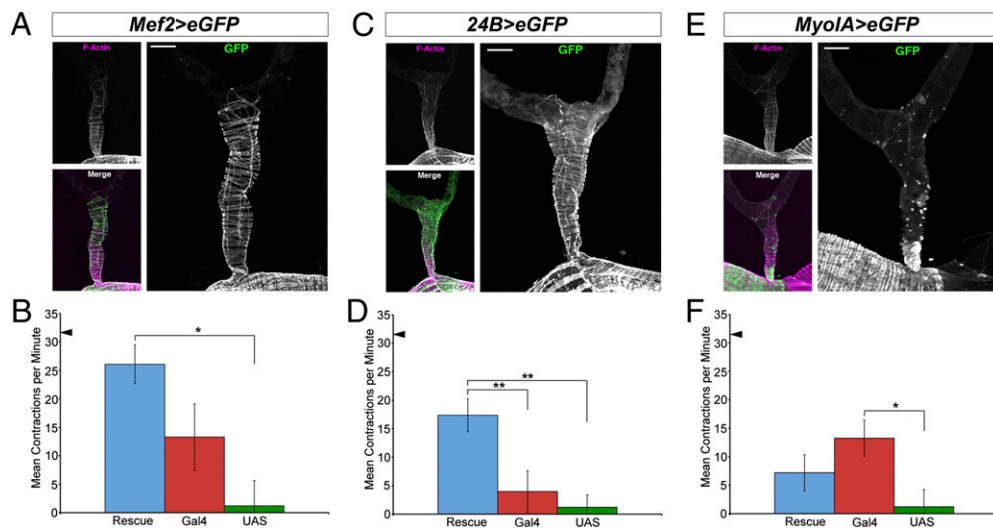 A
Mef2>eGFP
F-Actin
GFP
Merge
C
24B>eGFP
F-Actin
GFP
Merge
E
MyoIA>eGFP
F-Actin
GFP
Merge
B
Mean Contractions per Minute
35
30
25
20
15
10
5
0
*
Rescue Gal4 UAS
D
Mean Contractions per Minute
35
30
25
20
15
10
5
0
**
**
Rescue Gal4 UAS
F
Mean Contractions per Minute
35
30
25
20
15
10
5
0
*
Rescue Gal4 UAS